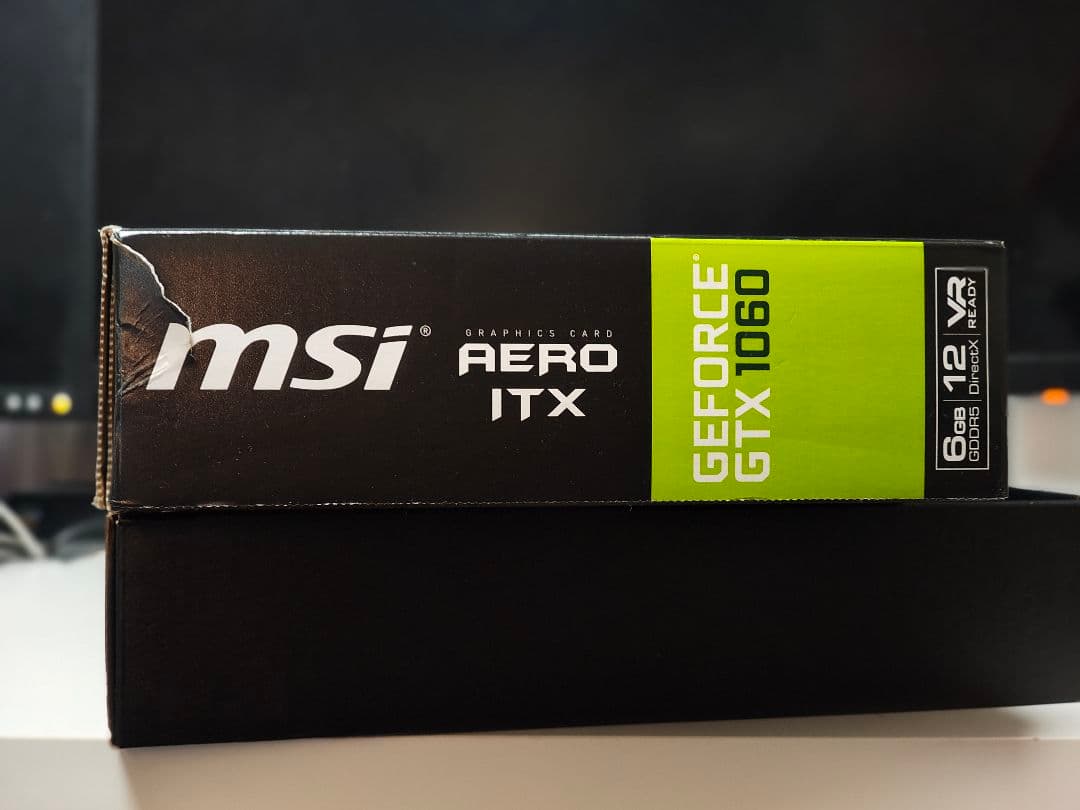 msi®
GRAPHICS CARD
AERO
ITX
GEFORCE®
GTX 1060
6GB
GDDR5
12
DirectX
VR
READY